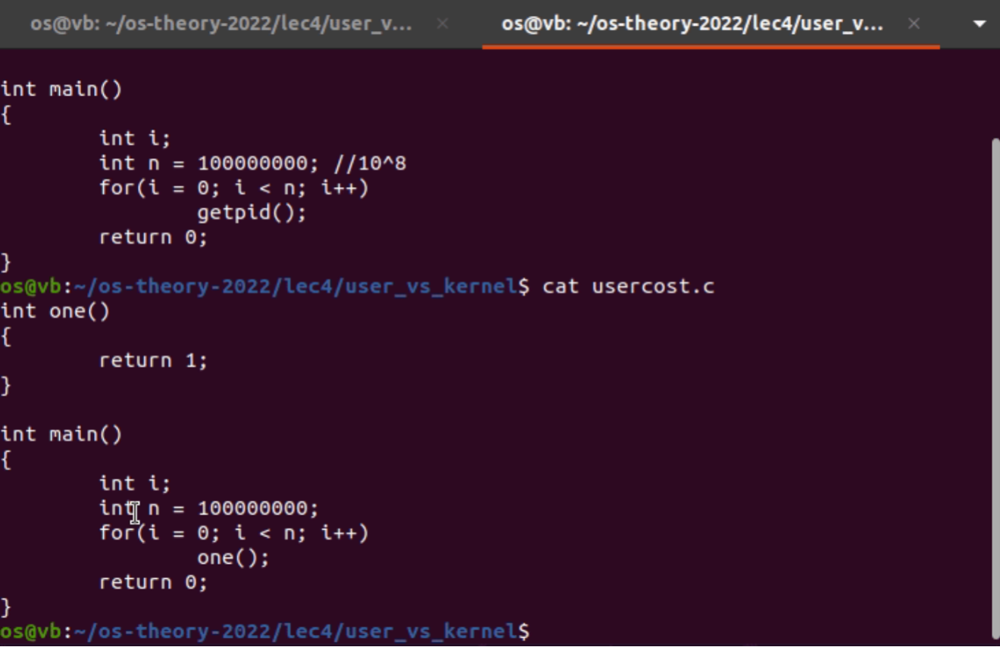 os@vb: ~/os-theory-2022/lec4/user_v... × os@vb: ~/os-theory-2022/lec4/user_v... ×
int main()
{
        int i;
        int n = 100000000; //10^8
        for(i = 0; i < n; i++)
                getpid();
        return 0;
}
os@vb:~/os-theory-2022/lec4/user_vs_kernel$ cat usercost.c
int one()
{
        return 1;
}
int main()
{
        int i;
        int n = 100000000;
        for(i = 0; i < n; i++)
                one();
        return 0;
}
os@vb:~/os-theory-2022/lec4/user_vs_kernel$